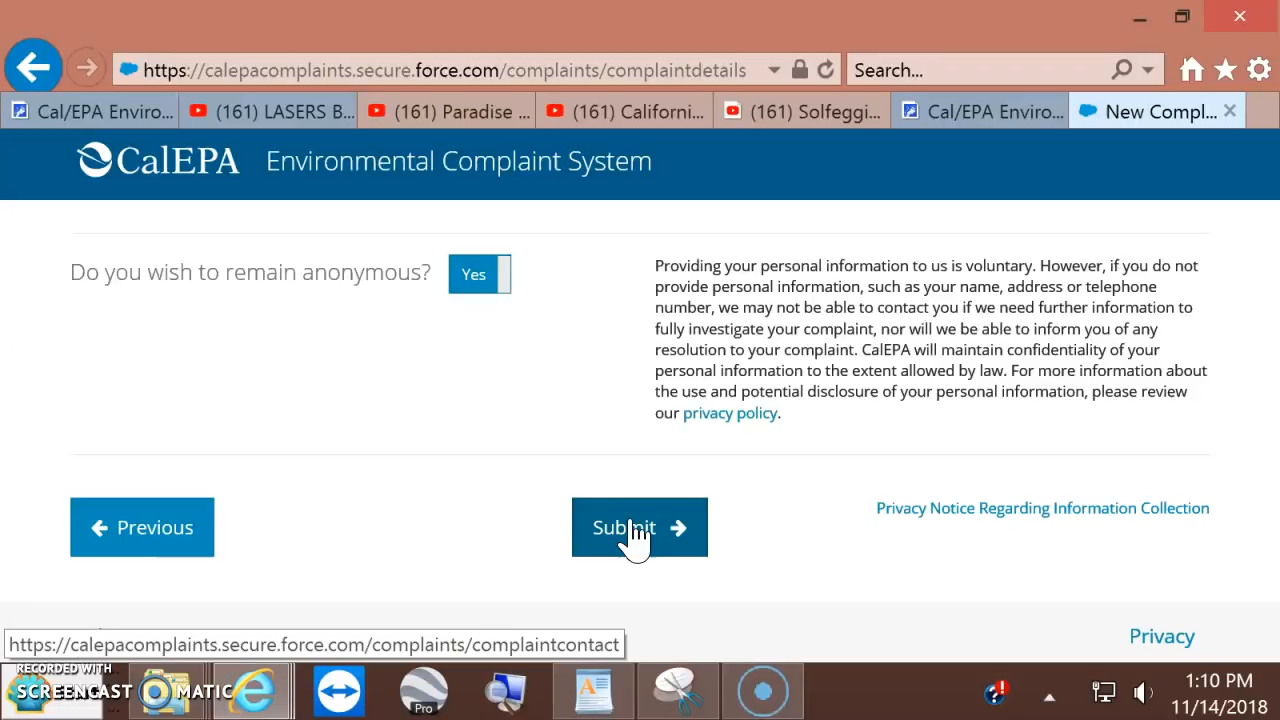 https://calepacomplaints.secure.force.com/complaints/complaintdetails
Search...
Cal/EPA Enviro...
(161) LASERS B...
(161) Paradise ...
(161) Californi...
(161) Solfeggi...
Cal/EPA Enviro...
New Compl...
CalEPA Environmental Complaint System
Do you wish to remain anonymous? Yes
Providing your personal information to us is voluntary. However, if you do not
provide personal information, such as your name, address or telephone
number, we may not be able to contact you if we need further information to
fully investigate your complaint, nor will we be able to inform you of any
resolution to your complaint. CalEPA will maintain confidentiality of your
personal information to the extent allowed by law. For more information about
the use and potential disclosure of your personal information, please review
our privacy policy.
Previous
Submit
Privacy Notice Regarding Information Collection
https://calepacomplaints.secure.force.com/complaints/complaintcontact
Privacy
RECORDED WITH
SCREENCAST MATIC
Pro
1:10 PM
11/14/2018